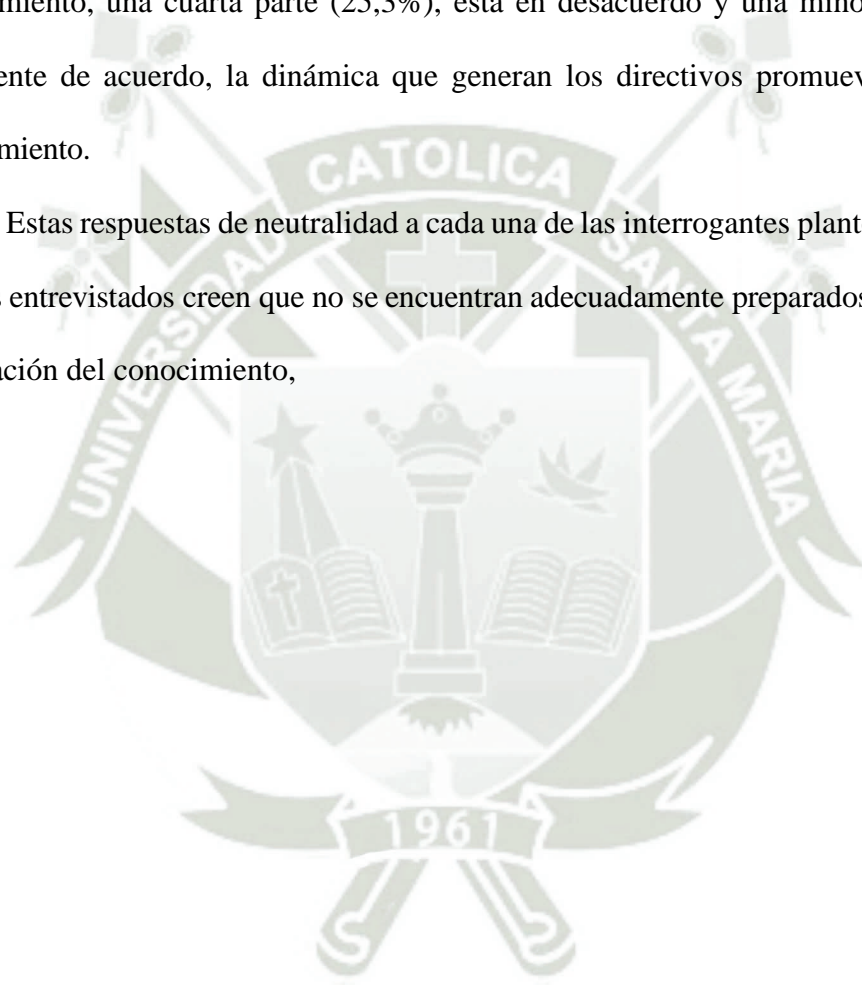 miento, una cuarta parte (25,3%), está en desacuerdo y una mino
ente de acuerdo, la dinámica que generan los directivos promuev
miento.
Estas respuestas de neutralidad a cada una de las interrogantes plant
s entrevistados creen que no se encuentran adecuadamente preparados
ación del conocimiento,
UNIVERSIDAD CATOLICA SANTA MARIA
1961